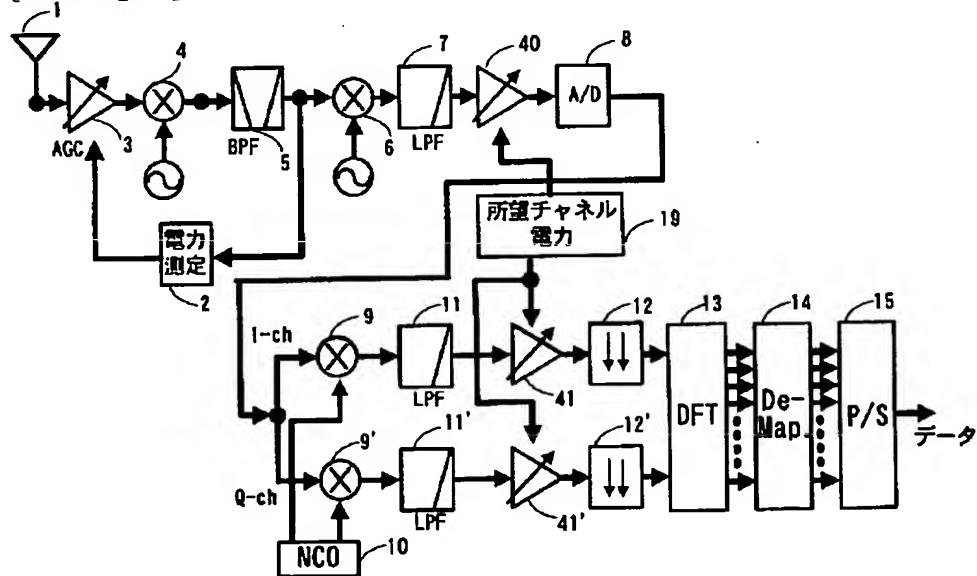 1
4
7
40
8
A/D
AGC
3
BPF
5
6
LPF
所望チャネル
電力
19
電力
測定
2
9
11
12
13
14
15
I-ch
LPF
41
DFT
De-
Map.
P/S
データ
9'
11'
12'
Q-ch
LPF
41'
NCO
10